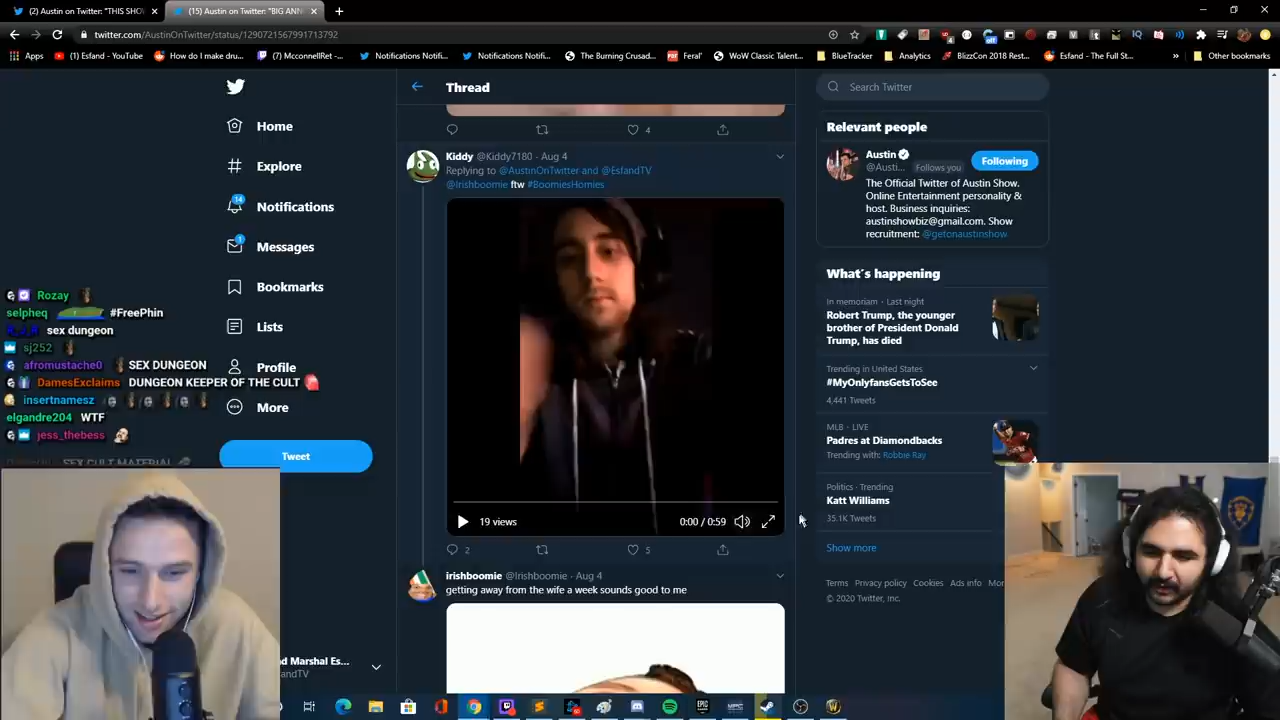 (2) Austin on Twitter: "THIS SHO
(15) Austin on Twitter: "BIG ANN
twitter.com/AustinOnTwitter/status/1290721567991713792
Apps
(1) Esfand - YouTube
How do I make dru...
(7) McconnellRet -...
Notifications Notifi...
Notifications Notifi...
The Burning Crusad...
Feral'
WoW Classic Talent...
BlueTracker
Analytics
BlizzCon 2018 Rest...
Esfand - The Full St...
Other bookmarks
Home
Explore
14
Notifications
1
Messages
Bookmarks
Lists
Profile
More
Tweet
Rozay
selpheq #FreePhin
sex dungeon
sj252
afromustache0 SEX DUNGEON
DamesExclaims DUNGEON KEEPER OF THE CULT
insertnamesz
elgandre204 WTF
jess_thebess
SEX CULT MATERIAL
d Marshal Es...
andTV
Thread
4
Kiddy @Kiddy7180 · Aug 4
Replying to @AustinOnTwitter and @EsfandTV
@Irishboomie ftw #BoomiesHomies
19 views
0:00 / 0:59
2
5
irishboomie @Irishboomie · Aug 4
getting away from the wife a week sounds good to me
Search Twitter
Relevant people
Austin
@Austi... Follows you
Following
The Official Twitter of Austin Show.
Online Entertainment personality &
host. Business inquiries:
austinshowbiz@gmail.com. Show
recruitment: @getonaustinshow
What's happening
In memoriam · Last night
Robert Trump, the younger
brother of President Donald
Trump, has died
Trending in United States
#MyOnlyfansGetsToSee
4,441 Tweets
MLB · LIVE
Padres at Diamondbacks
Trending with: Robbie Ray
Politics · Trending
Katt Williams
35.1K Tweets
Show more
Terms Privacy policy Cookies Ads info Mor
© 2020 Twitter, Inc.